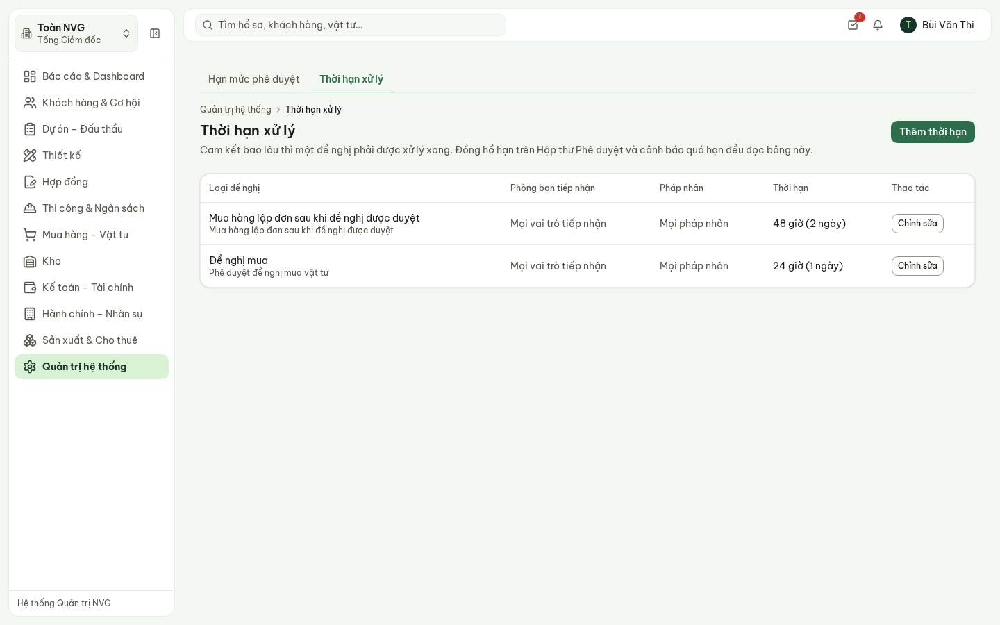 Toàn NVG
Tổng Giám đốc
Tìm hồ sơ, khách hàng, vật tư...
1
T
Bùi Văn Thi
Báo cáo & Dashboard
Khách hàng & Cơ hội
Dự án – Đấu thầu
Thiết kế
Hợp đồng
Thi công & Ngân sách
Mua hàng – Vật tư
Kho
Kế toán – Tài chính
Hành chính – Nhân sự
Sản xuất & Cho thuê
Quản trị hệ thống
Hệ thống Quản trị NVG
Hạn mức phê duyệt
Thời hạn xử lý
Quản trị hệ thống > Thời hạn xử lý
Thời hạn xử lý
Thêm thời hạn
Cam kết bao lâu thì một đề nghị phải được xử lý xong. Đồng hồ hạn trên Hộp thư Phê duyệt và cảnh báo quá hạn đều đọc bảng này.
Loại đề nghị Phòng ban tiếp nhận Pháp nhân Thời hạn Thao tác
Mua hàng lập đơn sau khi đề nghị được duyệt
Mua hàng lập đơn sau khi đề nghị được duyệt
Mọi vai trò tiếp nhận Mọi pháp nhân 48 giờ (2 ngày) Chỉnh sửa
Đề nghị mua
Phê duyệt đề nghị mua vật tư
Mọi vai trò tiếp nhận Mọi pháp nhân 24 giờ (1 ngày) Chỉnh sửa